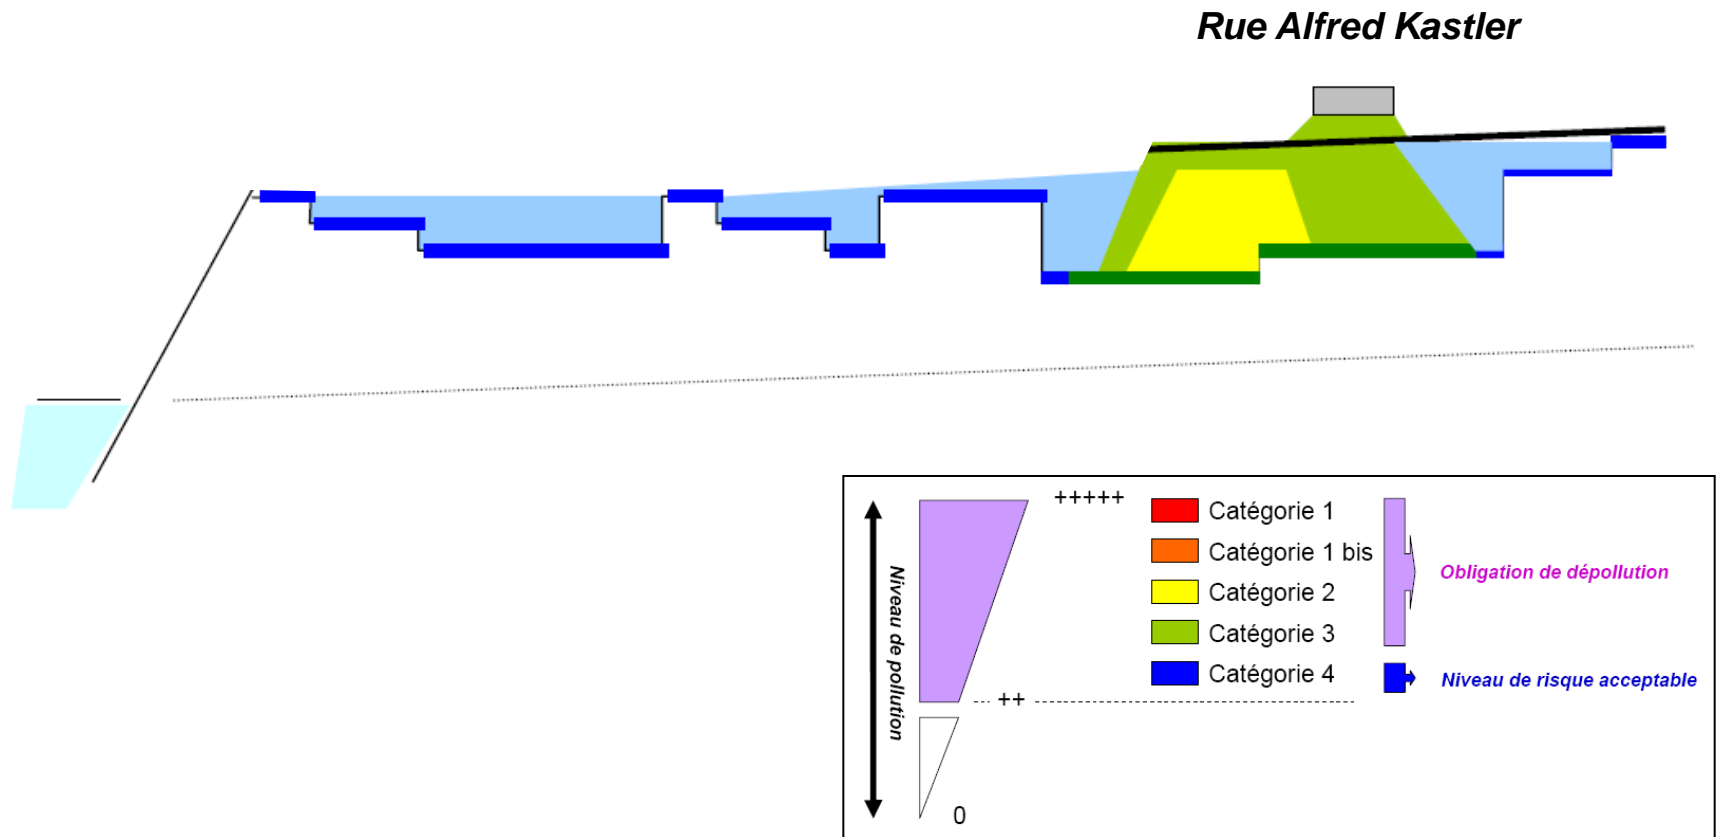 Rue Alfred Kastler
Niveau de pollution
+++++
++
0
Catégorie 1
Catégorie 1 bis
Catégorie 2
Catégorie 3
Catégorie 4
Obligation de dépollution
Niveau de risque acceptable